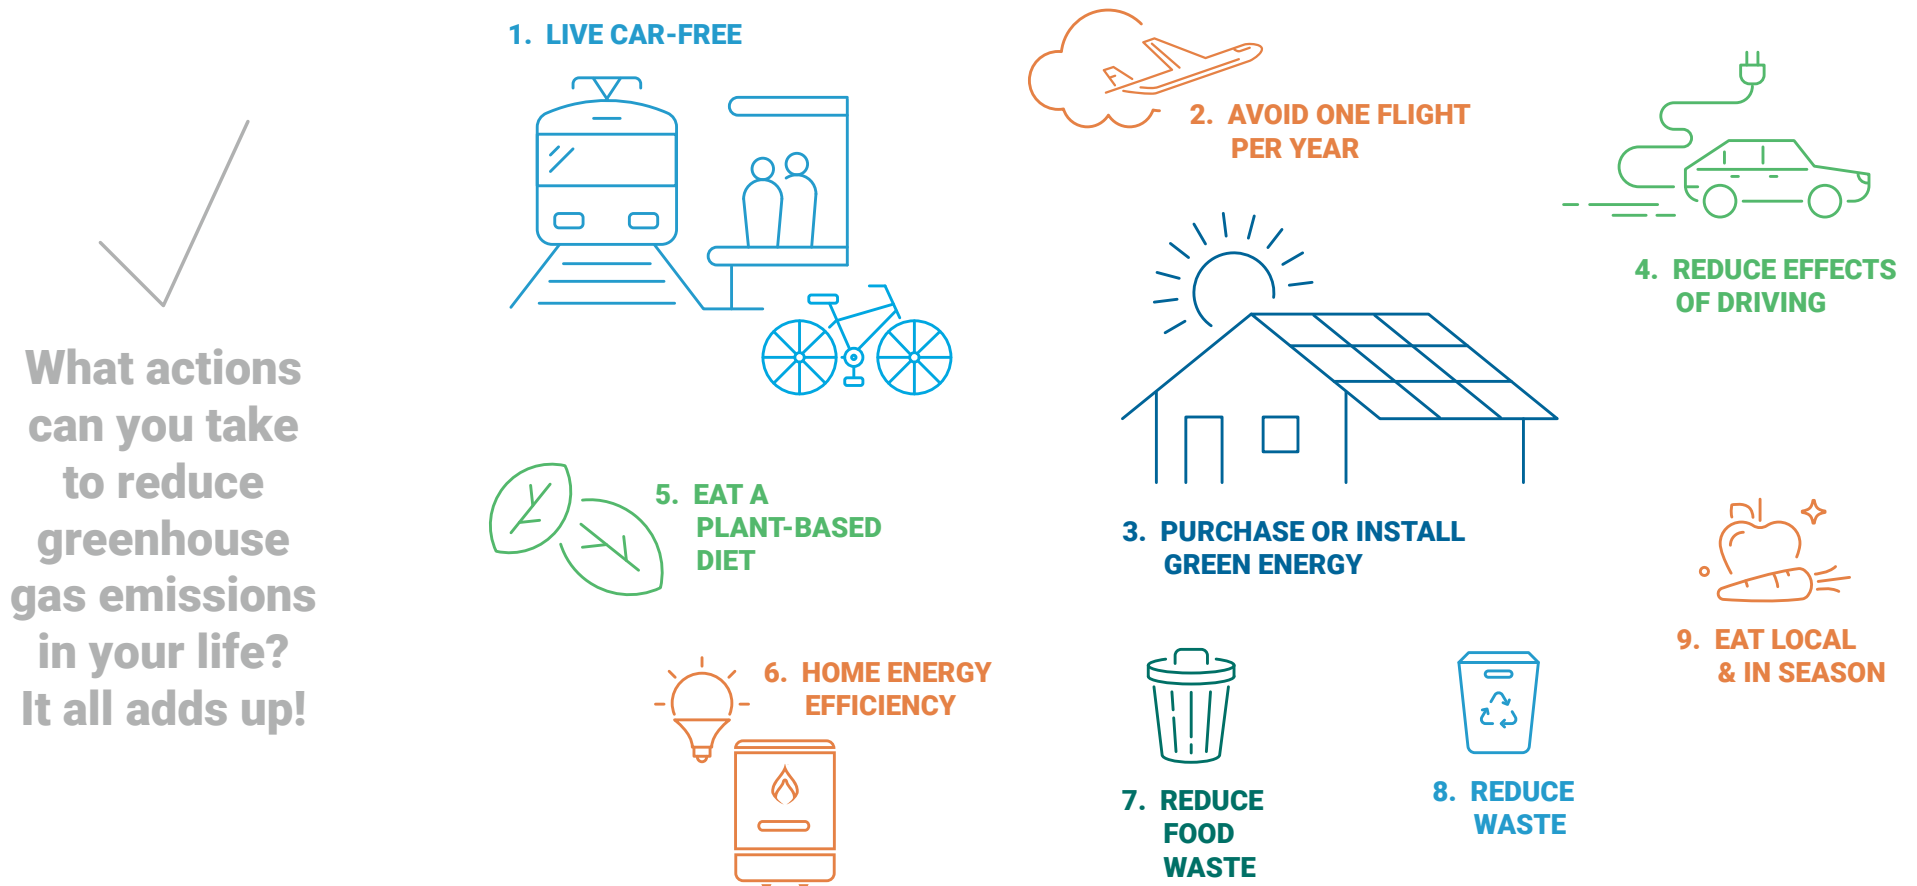 What actions
can you take
to reduce
greenhouse
gas emissions
in your life?
It all adds up!
1. LIVE CAR-FREE
2. AVOID ONE FLIGHT
PER YEAR
3. PURCHASE OR INSTALL
GREEN ENERGY
4. REDUCE EFFECTS
OF DRIVING
5. EAT A
PLANT-BASED
DIET
6. HOME ENERGY
EFFICIENCY
7. REDUCE
FOOD
WASTE
8. REDUCE
WASTE
9. EAT LOCAL
& IN SEASON